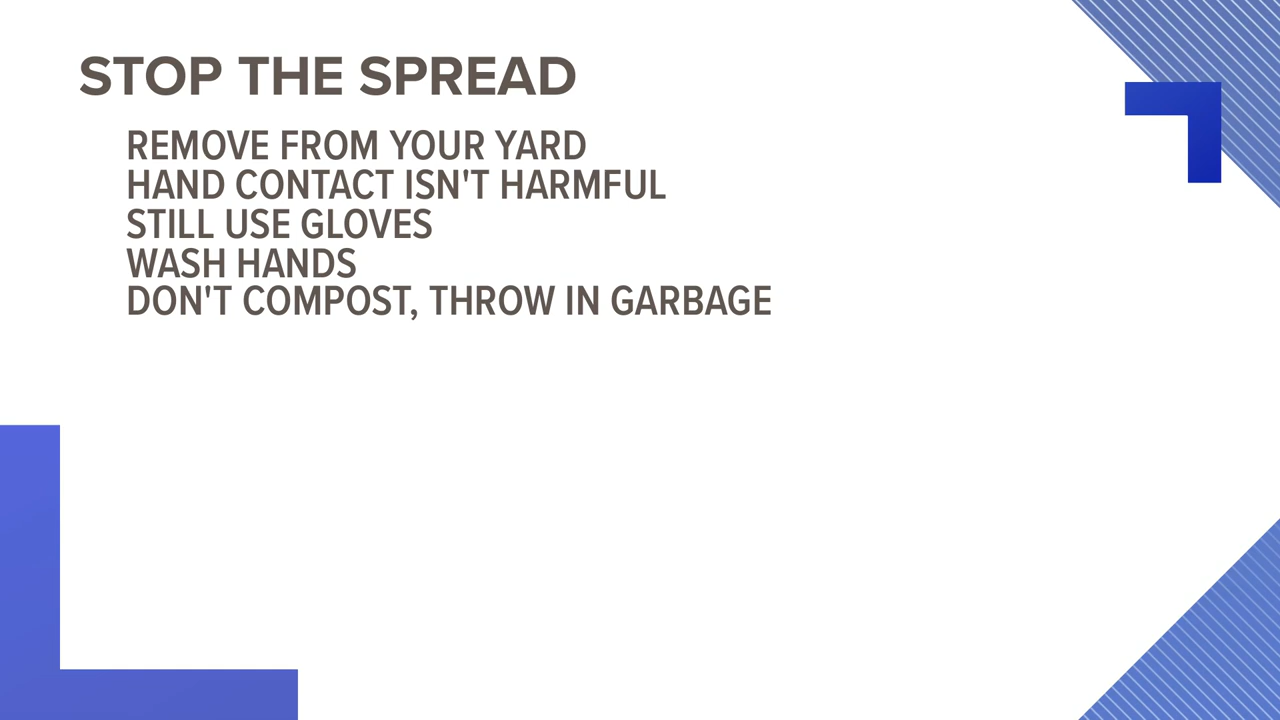 STOP THE SPREAD
REMOVE FROM YOUR YARD
HAND CONTACT ISN'T HARMFUL
STILL USE GLOVES
WASH HANDS
DON'T COMPOST, THROW IN GARBAGE